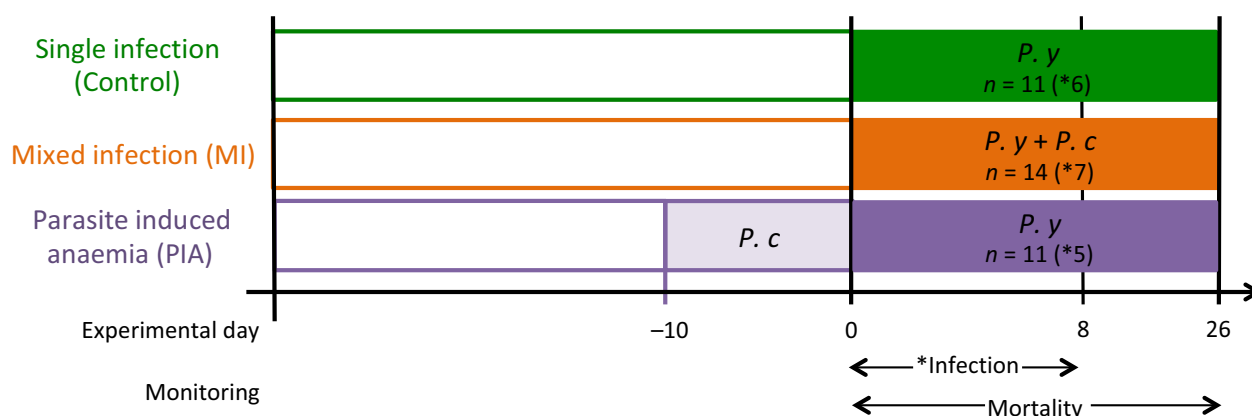 Single infection
(Control)
P. y
n = 11 (*6)
Mixed infection (MI)
P. y + P. c
n = 14 (*7)
Parasite induced
anaemia (PIA)
P. c
P. y
n = 11 (*5)
Experimental day
–10
0
8
26
Monitoring
*Infection
Mortality